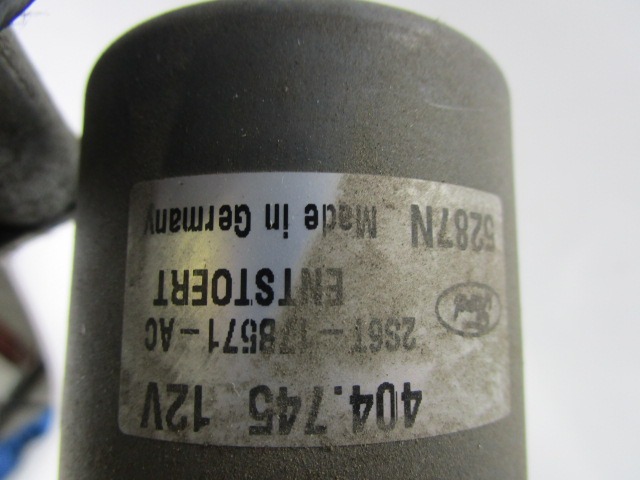 404.745 12V
2S6T-17B571-AC
ENTSTOERT
5287N Made in Germany